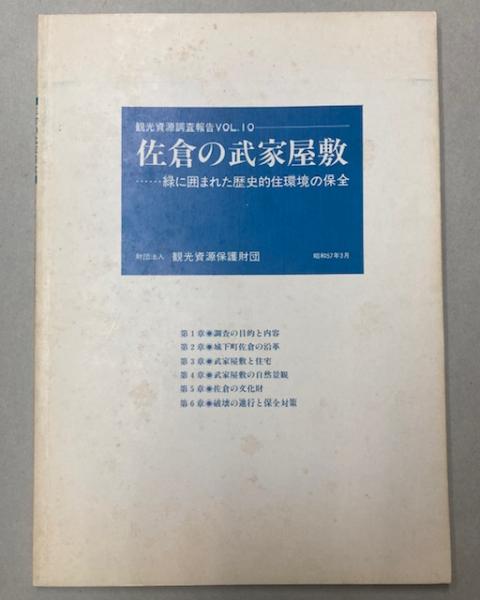 観光資源調査報告VOL.10
佐倉の武家屋敷
……緑に囲まれた歴史的住環境の保全
財団法人 観光資源保護財団 昭和57年3月
第1章◉調査の目的と内容
第2章◉城下町佐倉の沿革
第3章◉武家屋敷と住宅
第4章◉武家屋敷の自然景観
第5章◉佐倉の文化財
第6章◉破壊の進行と保全対策